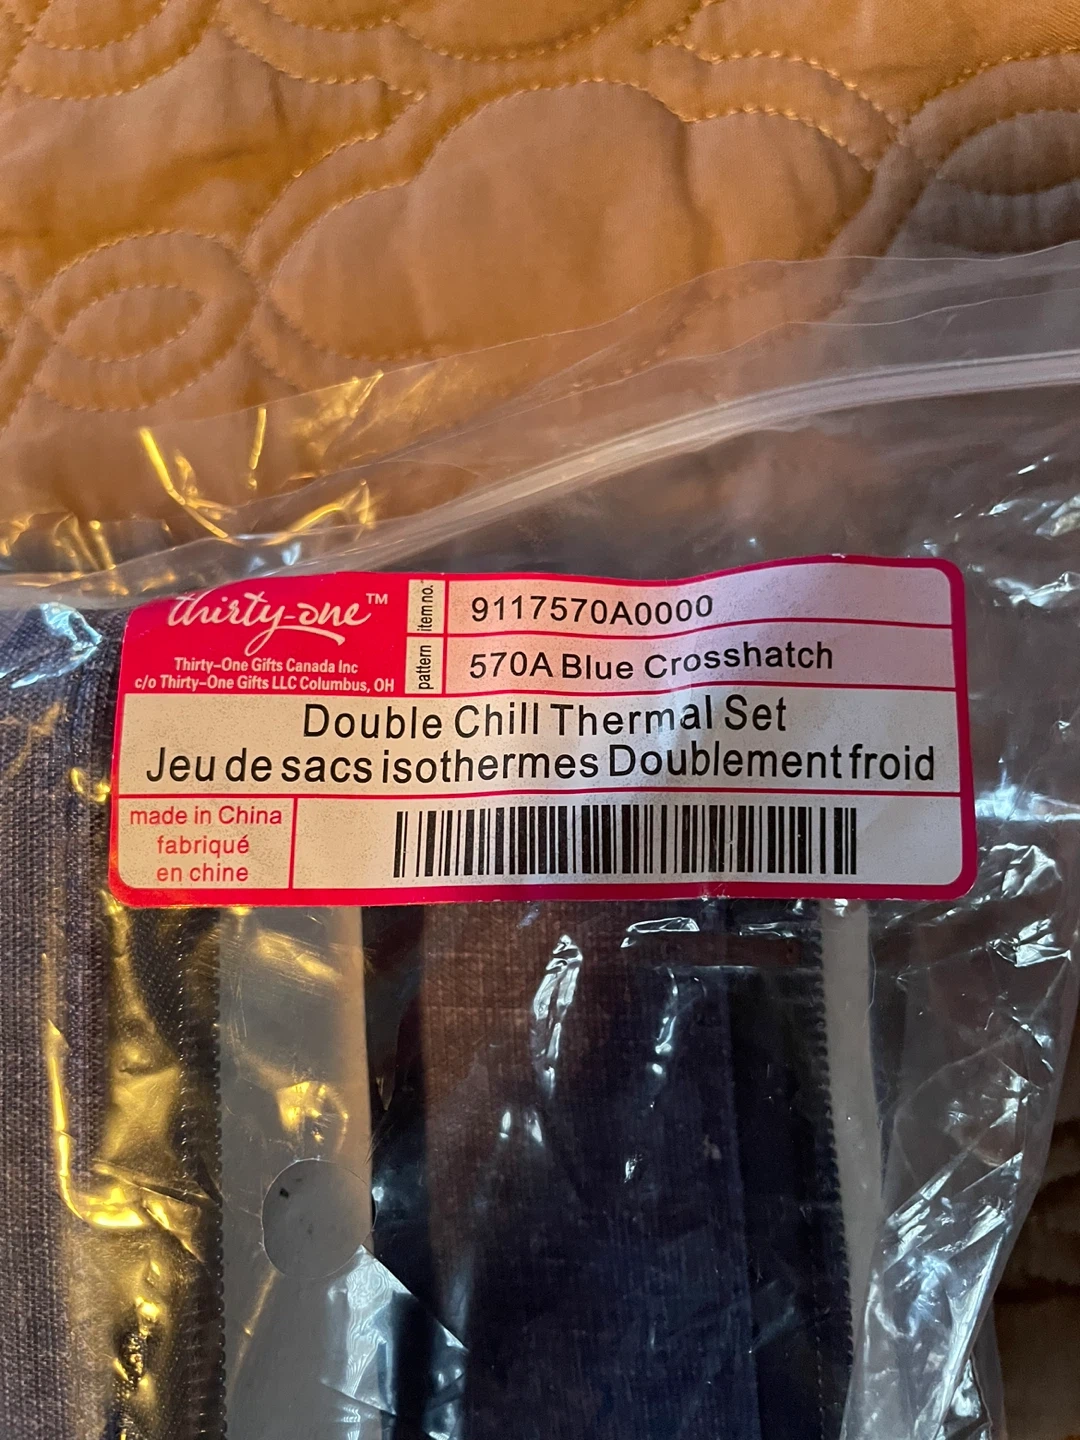 thirty-one™
Thirty-One Gifts Canada Inc
c/o Thirty-One Gifts LLC Columbus, OH
item no.
9117570A0000
pattern
570A Blue Crosshatch
Double Chill Thermal Set
Jeu de sacs isothermes Doublement froid
made in China
fabriqué
en chine